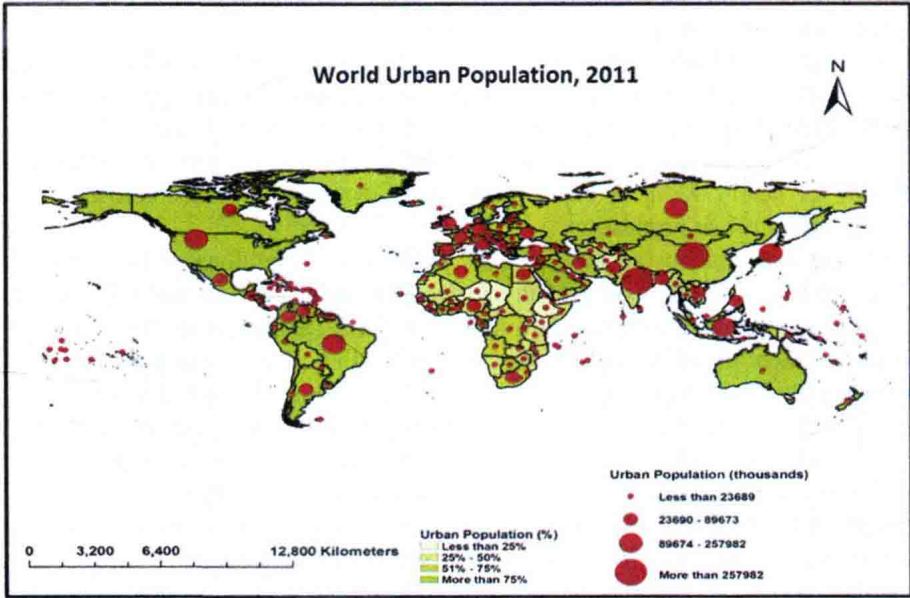 World Urban Population, 2011
N
Urban Population (thousands)
Less than 23689
23690 - 89673
89674 - 257982
More than 257982
Urban Population (%)
Less than 25%
25% - 50%
51% - 75%
More than 75%
0 3,200 6,400 12,800 Kilometers